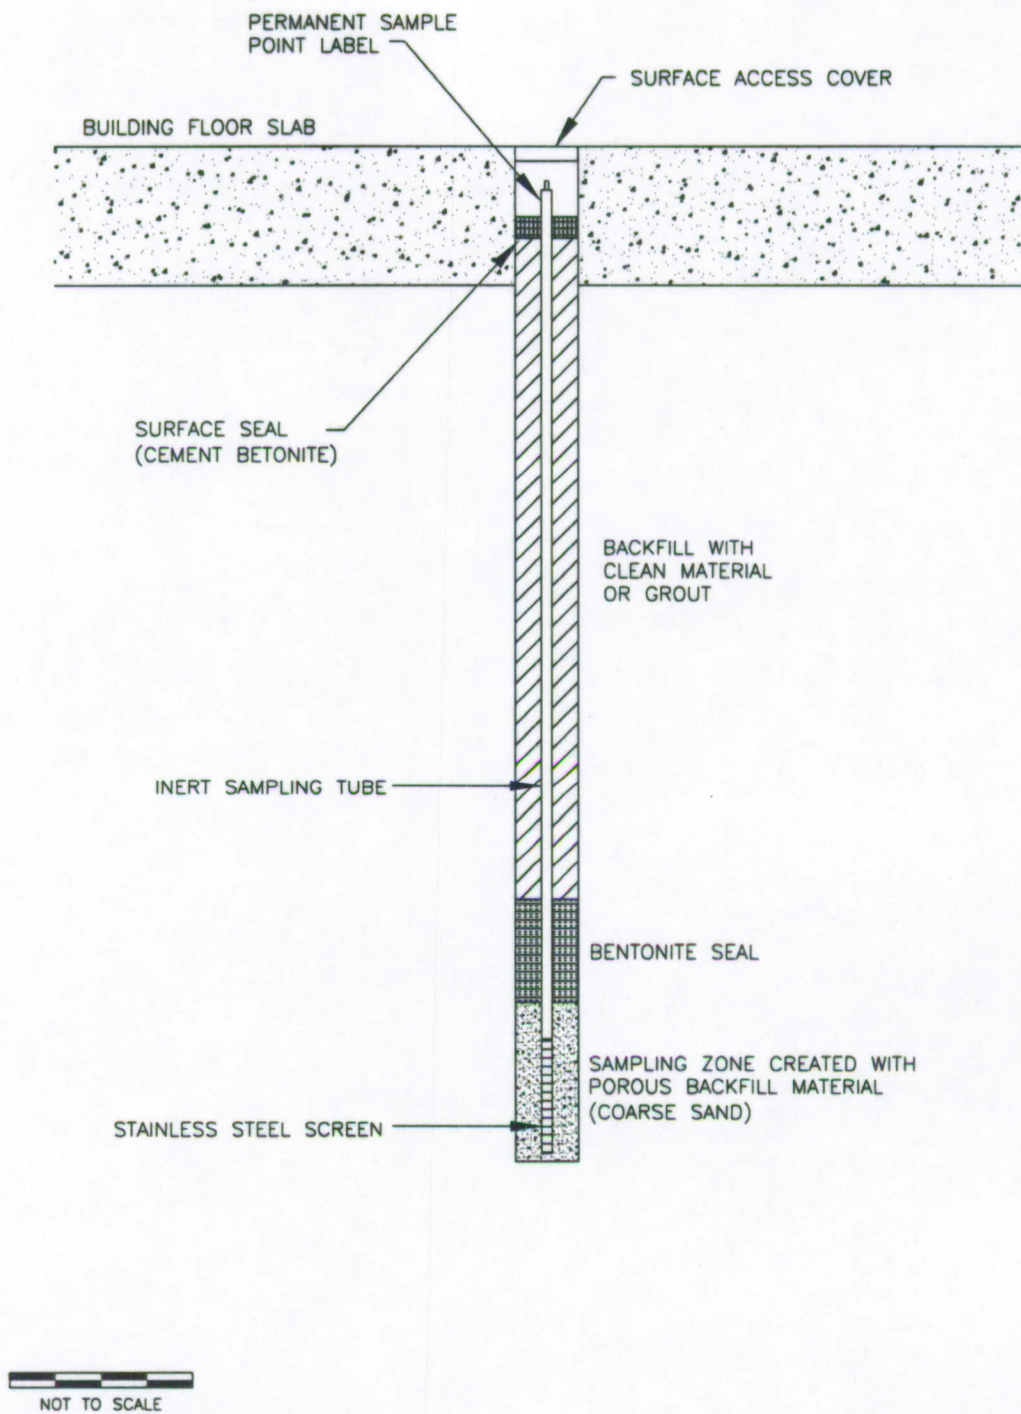 PERMANENT SAMPLE
POINT LABEL
SURFACE ACCESS COVER
BUILDING FLOOR SLAB
SURFACE SEAL
(CEMENT BETONITE)
BACKFILL WITH
CLEAN MATERIAL
OR GROUT
INERT SAMPLING TUBE
BENTONITE SEAL
SAMPLING ZONE CREATED WITH
POROUS BACKFILL MATERIAL
(COARSE SAND)
STAINLESS STEEL SCREEN
NOT TO SCALE